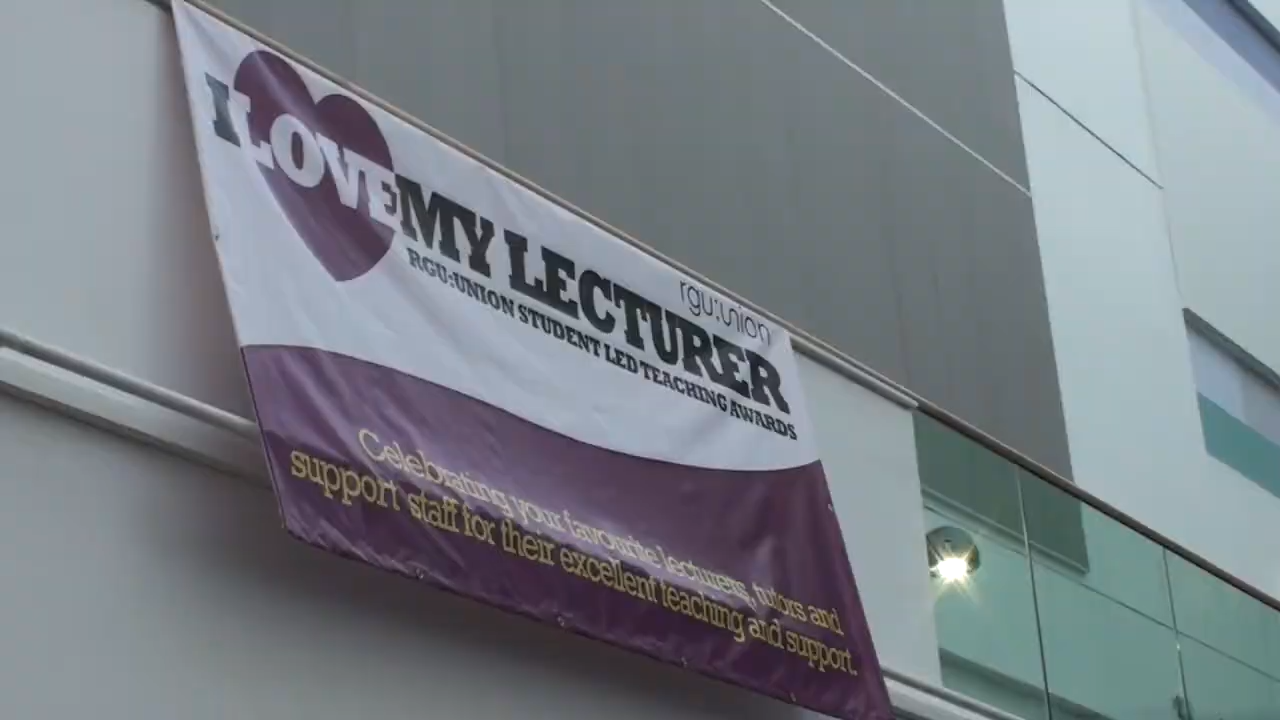 I LOVE MY LECTURER
rgu:union
RGU:UNION STUDENT LED TEACHING AWARDS
Celebrating your favourite lecturers, tutors and
support staff for their excellent teaching and support.